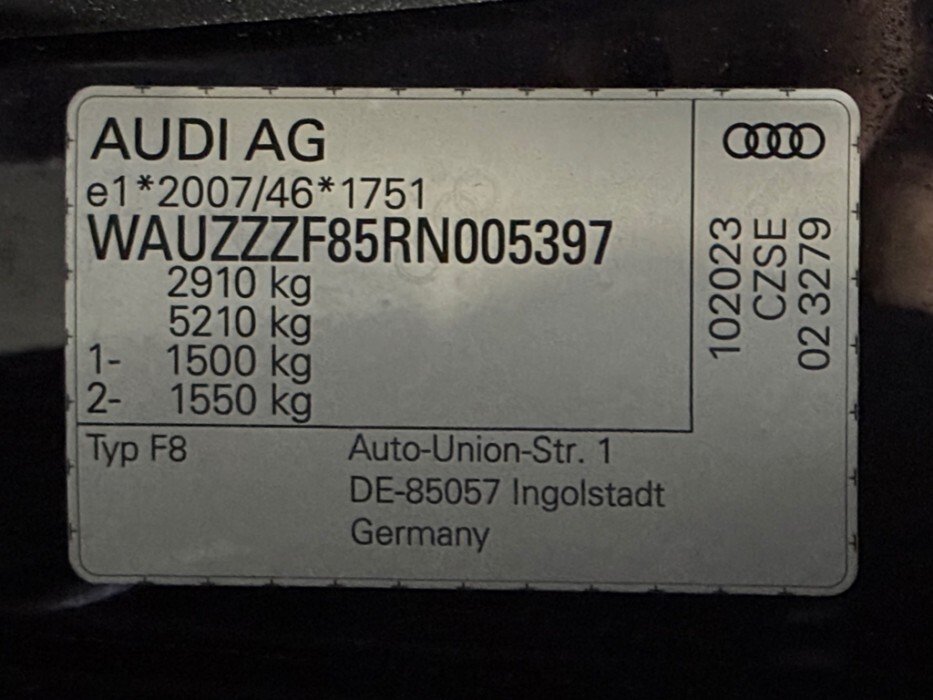 AUDI AG
e1*2007/46*1751
WAUZZZF85RN005397
2910 kg
5210 kg
1- 1500 kg
2- 1550 kg
Typ F8
Auto-Union-Str. 1
DE-85057 Ingolstadt
Germany
102023
CZSE
02 3279